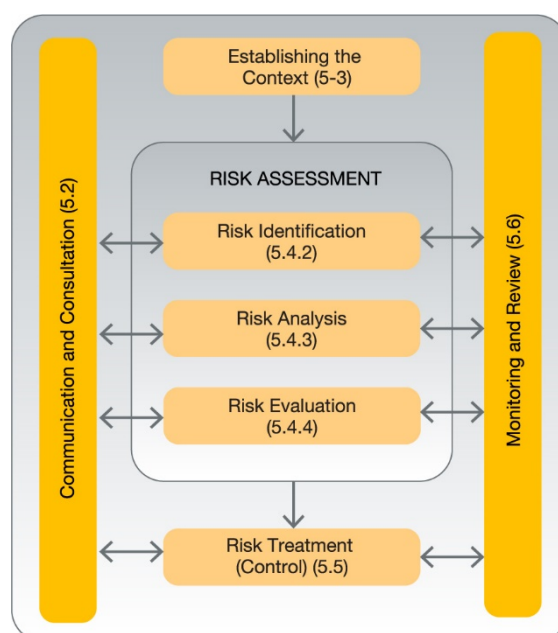 Establishing the
Context (5-3)
RISK ASSESSMENT
Risk Identification
(5.4.2)
Risk Analysis
(5.4.3)
Risk Evaluation
(5.4.4)
Risk Treatment
(Control) (5.5)
Communication and Consultation (5.2)
Monitoring and Review (5.6)